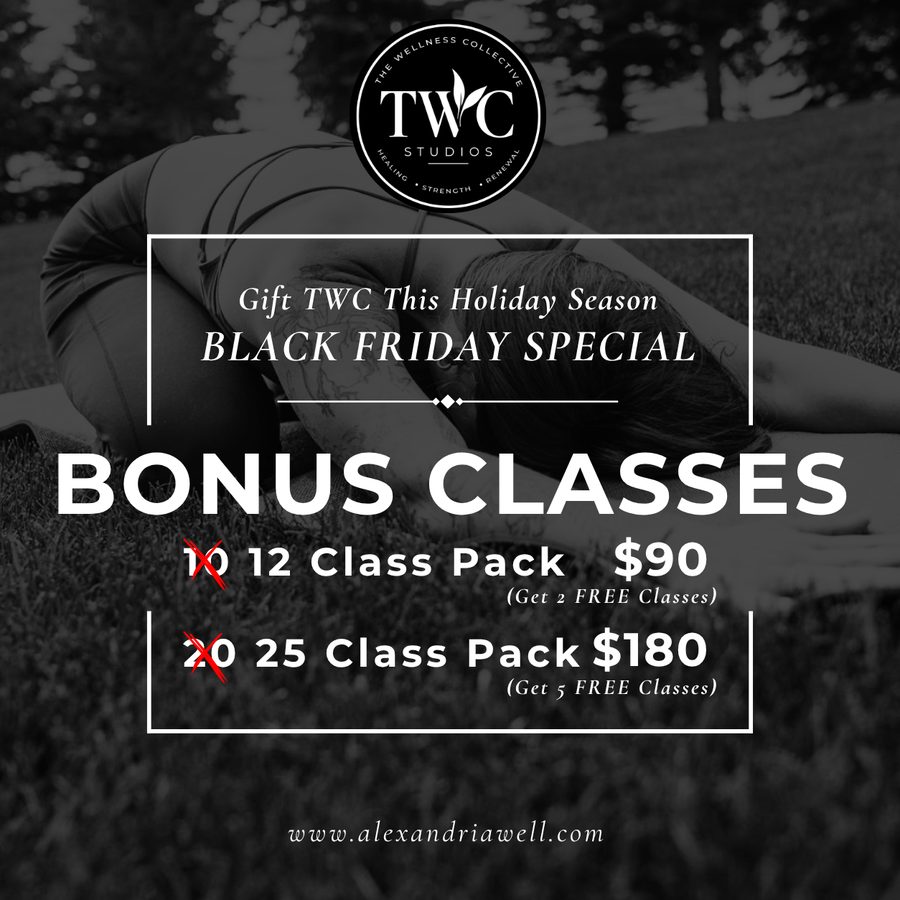 THE WELLNESS COLLECTIVE
TWC
STUDIOS
HEALING • STRENGTH • RENEWAL
Gift TWC This Holiday Season
BLACK FRIDAY SPECIAL
BONUS CLASSES
10 12 Class Pack $90
(Get 2 FREE Classes)
20 25 Class Pack $180
(Get 5 FREE Classes)
www.alexandriawell.com